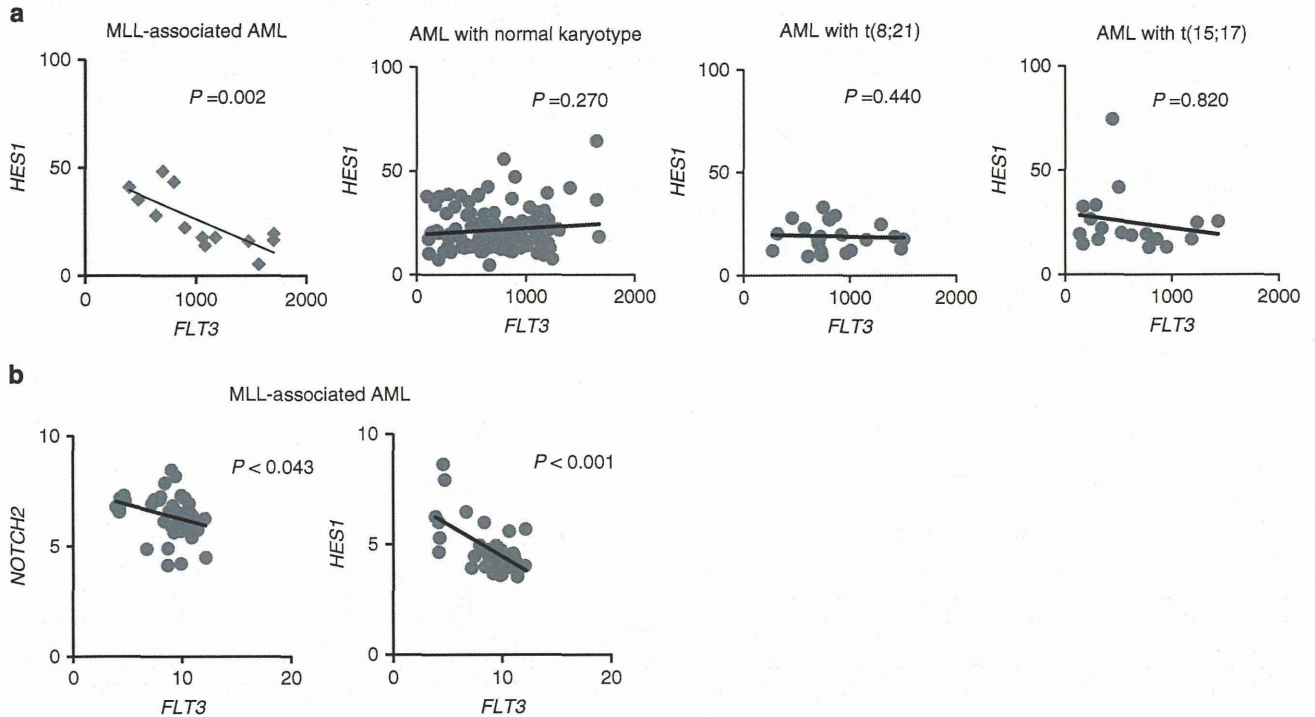 a
MLL-associated AML
100
50
0
HES1
P =0.002
0 1000 2000
FLT3
AML with normal karyotype
100
50
0
HES1
P =0.270
0 1000 2000
FLT3
AML with t(8;21)
100
50
0
HES1
P =0.440
0 1000 2000
FLT3
AML with t(15;17)
100
50
0
HES1
P =0.820
0 1000 2000
FLT3
b
MLL-associated AML
10
5
0
NOTCH2
P < 0.043
0 10 20
FLT3
10
5
0
HES1
P < 0.001
0 10 20
FLT3